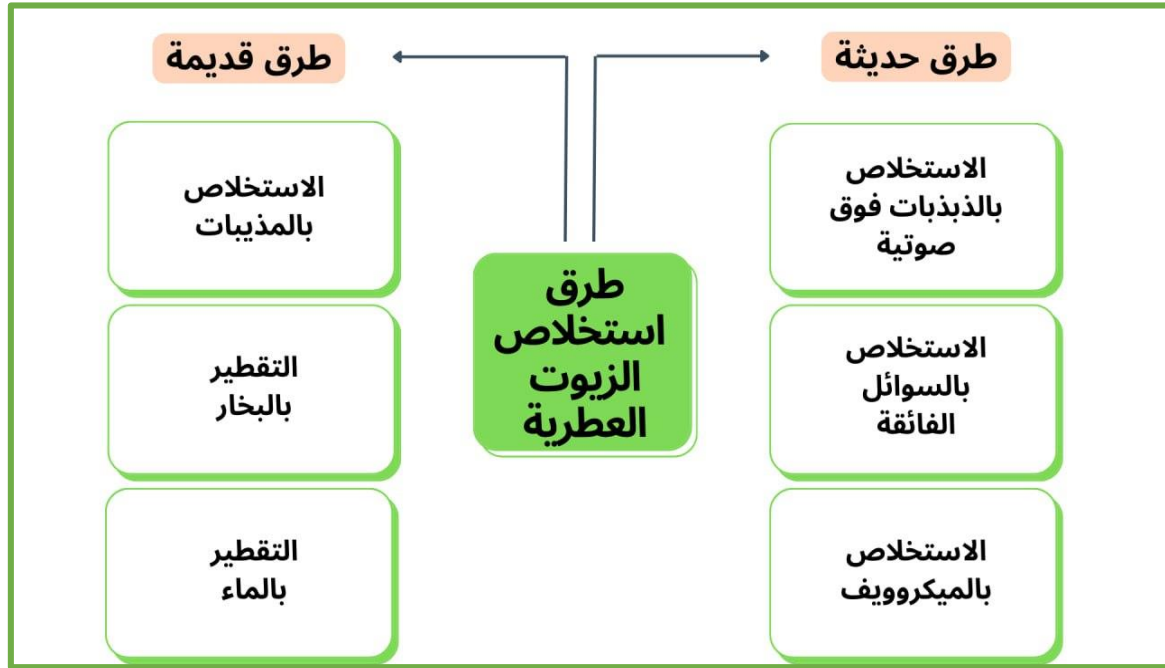 طرق حديثة
طرق قديمة
الاستخلاص
بالذبذبات فوق
صوتية
الاستخلاص
بالسوائل
الفائقة
الاستخلاص
بالميكروويف
طرق
استخلاص
الزيوت
العطرية
الاستخلاص
بالمذيبات
التقطير
بالبخار
التقطير
بالماء